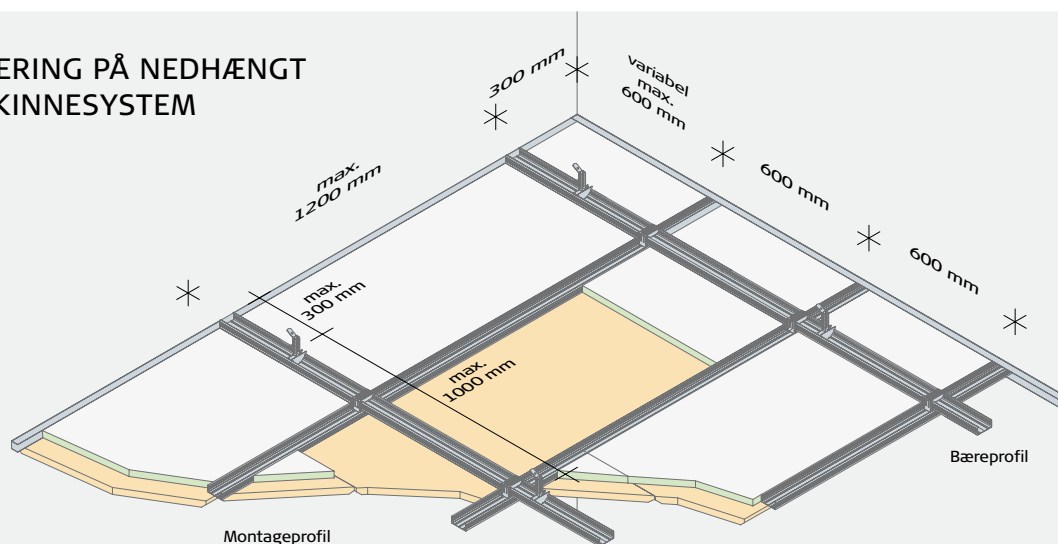 ERING PÅ NEDHÆNGT
KINNESYSTEM
300 mm
variabel
max.
600 mm
600 mm
600 mm
max.
1200 mm
max.
300 mm
max.
1000 mm
Bæreprofil
Montageprofil